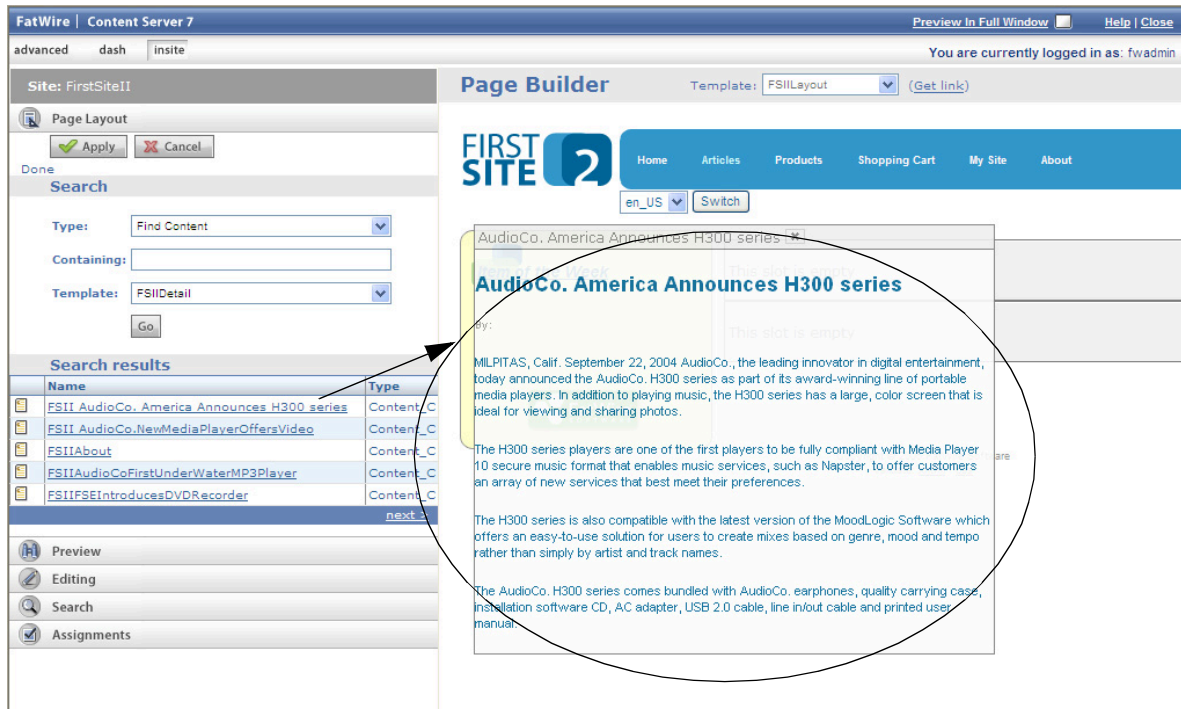 FatWire | Content Server 7
Preview In Full Window
Help | Close
advanced dash insite
You are currently logged in as: fwadmin
Site: FirstSiteII
Page Layout
Apply Cancel
Done
Search
Type: Find Content
Containing:
Template: FSIIDetail
Go
Search results
Name Type
FSII AudioCo. America Announces H300 series Content_C
FSII AudioCo.NewMediaPlayerOffersVideo Content_C
FSIIAbout Content_C
FSIIAudioCoFirstUnderWaterMP3Player Content_C
FSIIFSEIntroducesDVDRecorder Content_C
next >
Preview
Editing
Search
Assignments
Page Builder
Template: FSIILayout (Get link)
FIRST
SITE 2
Home Articles Products Shopping Cart My Site About
en_US Switch
AudioCo. America Announces H300 series
Item of the Week
This slot is empty
AudioCo. America Announces H300 series
By:
This slot is empty
MILPITAS, Calif. September 22, 2004 AudioCo., the leading innovator in digital entertainment,
today announced the AudioCo. H300 series as part of its award-winning line of portable
media players. In addition to playing music, the H300 series has a large, color screen that is
ideal for viewing and sharing photos.
The H300 series players are one of the first players to be fully compliant with Media Player
10 secure music format that enables music services, such as Napster, to offer customers
an array of new services that best meet their preferences.
The H300 series is also compatible with the latest version of the MoodLogic Software which
offers an easy-to-use solution for users to create mixes based on genre, mood and tempo
rather than simply by artist and track names.
The AudioCo. H300 series comes bundled with AudioCo. earphones, quality carrying case,
installation software CD, AC adapter, USB 2.0 cable, line in/out cable and printed user
manual.